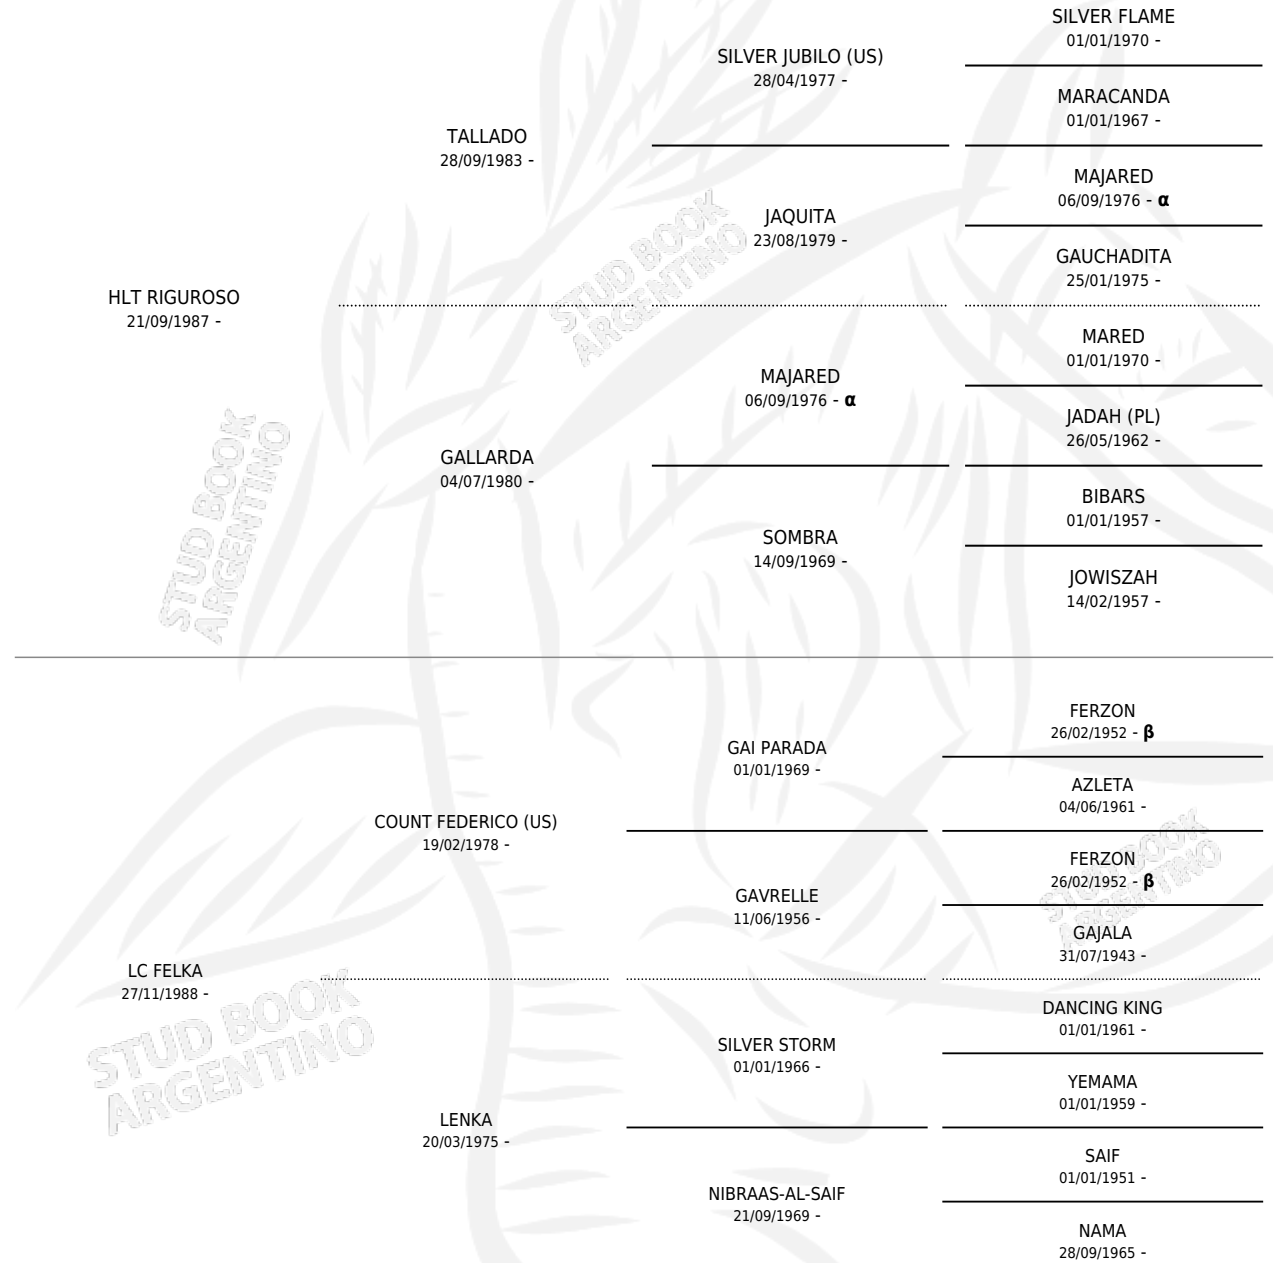 SILVER FLAME
01/01/1970 -
SILVER JUBILO (US)
28/04/1977 -
MARACANDA
01/01/1967 -
TALLADO
28/09/1983 -
MAJARED
06/09/1976 - α
JAQUITA
23/08/1979 -
GAUCHADITA
25/01/1975 -
HLT RIGUROSO
21/09/1987 -
MARED
01/01/1970 -
MAJARED
06/09/1976 - α
JADAH (PL)
26/05/1962 -
GALLARDA
04/07/1980 -
BIBARS
01/01/1957 -
SOMBRA
14/09/1969 -
JOWISZAH
14/02/1957 -
FERZON
26/02/1952 - β
GAI PARADA
01/01/1969 -
AZLETA
04/06/1961 -
COUNT FEDERICO (US)
19/02/1978 -
FERZON
26/02/1952 - β
GAVRELLE
11/06/1956 -
GAJALA
31/07/1943 -
LC FELKA
27/11/1988 -
DANCING KING
01/01/1961 -
SILVER STORM
01/01/1966 -
YEMAMA
01/01/1959 -
LENKA
20/03/1975 -
SAIF
01/01/1951 -
NIBRAAS-AL-SAIF
21/09/1969 -
NAMA
28/09/1965 -
STUD BOOK
ARGENTINO
STUD BOOK
ARGENTINO
STUD BOOK
ARGENTINO
STUD BOOK
ARGENTINO